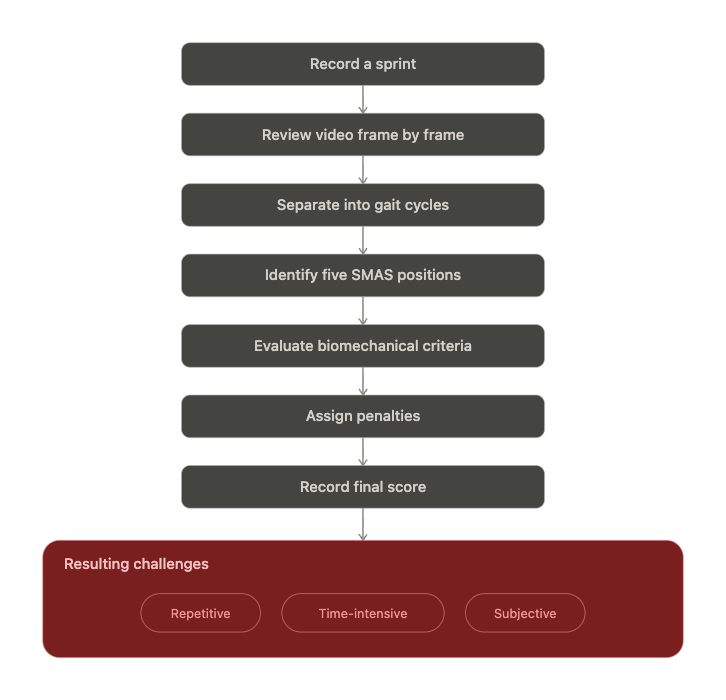 Record a sprint
Review video frame by frame
Separate into gait cycles
Identify five SMAS positions
Evaluate biomechanical criteria
Assign penalties
Record final score
Resulting challenges
Repetitive
Time-intensive
Subjective